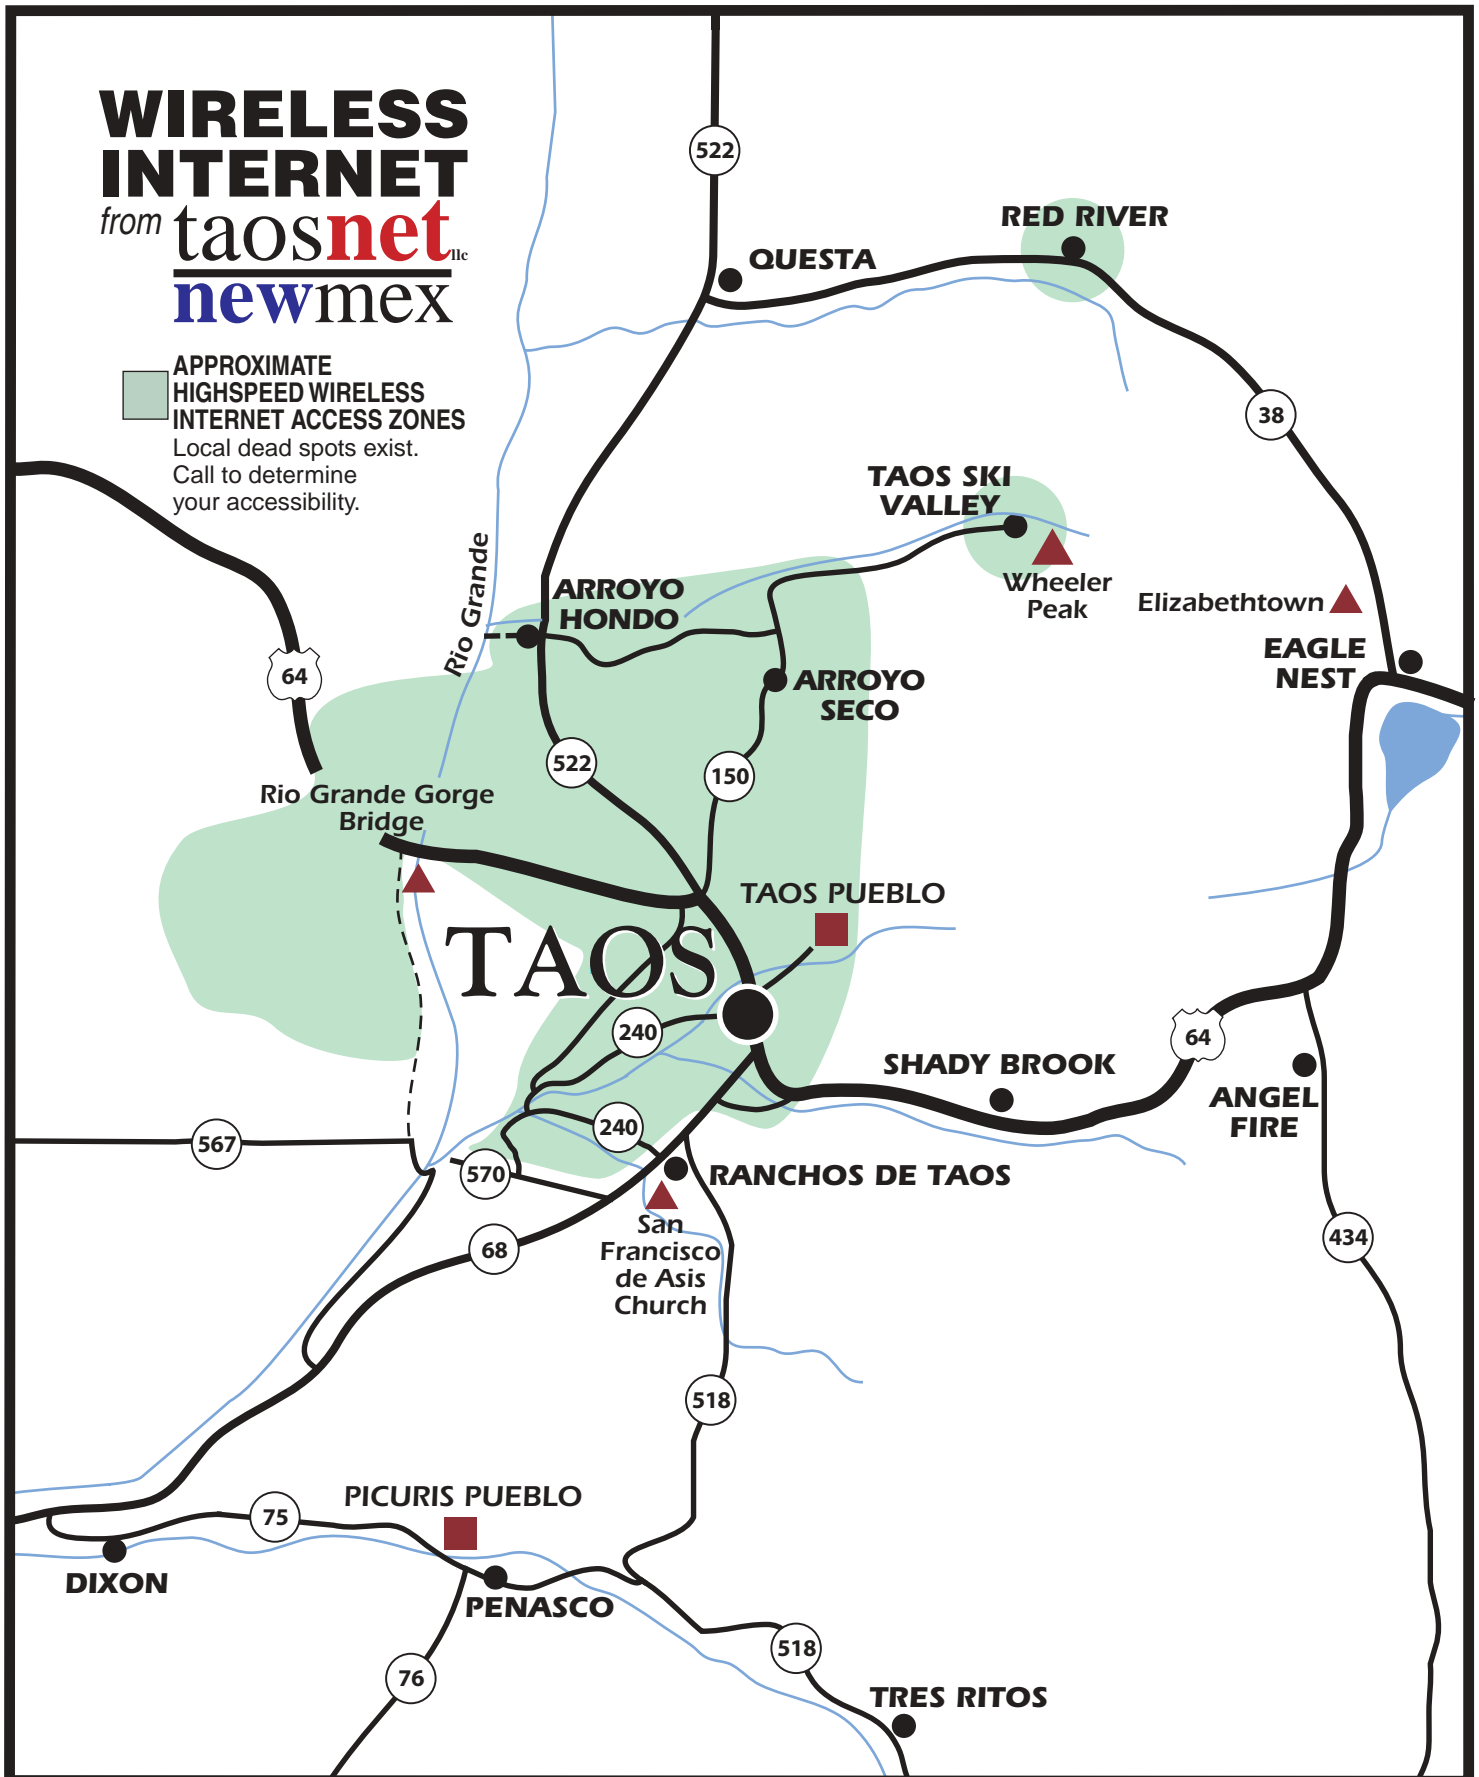 WIRELESS
INTERNET
from taosnet llc
newmex
APPROXIMATE
HIGHSPEED WIRELESS
INTERNET ACCESS ZONES
Local dead spots exist.
Call to determine
your accessibility.
522
RED RIVER
QUESTA
38
TAOS SKI
VALLEY
Wheeler
Peak
Elizabethtown
EAGLE
NEST
Rio Grande
ARROYO
HONDO
64
ARROYO
SECO
522
150
Rio Grande Gorge
Bridge
TAOS PUEBLO
TAOS
240
64
SHADY BROOK
ANGEL
FIRE
240
567
570
RANCHOS DE TAOS
San
Francisco
de Asis
Church
68
434
518
PICURIS PUEBLO
75
DIXON
PENASCO
518
76
TRES RITOS